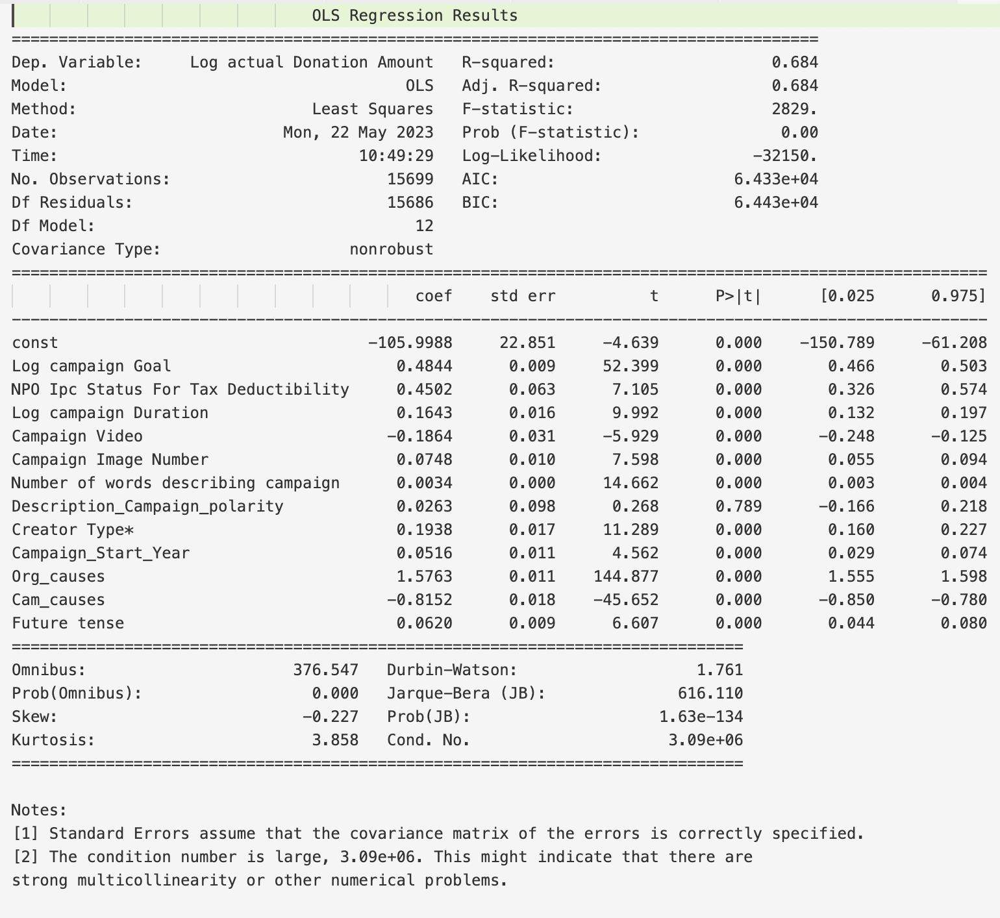 OLS Regression Results
======================================================================================
Dep. Variable: Log actual Donation Amount R-squared: 0.684
Model: OLS Adj. R-squared: 0.684
Method: Least Squares F-statistic: 2829.
Date: Mon, 22 May 2023 Prob (F-statistic): 0.00
Time: 10:49:29 Log-Likelihood: -32150.
No. Observations: 15699 AIC: 6.433e+04
Df Residuals: 15686 BIC: 6.443e+04
Df Model: 12
Covariance Type: nonrobust
========================================================================================================
coef std err t P>|t| [0.025 0.975]
--------------------------------------------------------------------------------------------------------
const -105.9988 22.851 -4.639 0.000 -150.789 -61.208
Log campaign Goal 0.4844 0.009 52.399 0.000 0.466 0.503
NPO Ipc Status For Tax Deductibility 0.4502 0.063 7.105 0.000 0.326 0.574
Log campaign Duration 0.1643 0.016 9.992 0.000 0.132 0.197
Campaign Video -0.1864 0.031 -5.929 0.000 -0.248 -0.125
Campaign Image Number 0.0748 0.010 7.598 0.000 0.055 0.094
Number of words describing campaign 0.0034 0.000 14.662 0.000 0.003 0.004
Description_Campaign_polarity 0.0263 0.098 0.268 0.789 -0.166 0.218
Creator Type* 0.1938 0.017 11.289 0.000 0.160 0.227
Campaign_Start_Year 0.0516 0.011 4.562 0.000 0.029 0.074
Org_causes 1.5763 0.011 144.877 0.000 1.555 1.598
Cam_causes -0.8152 0.018 -45.652 0.000 -0.850 -0.780
Future tense 0.0620 0.009 6.607 0.000 0.044 0.080
==============================================================================
Omnibus: 376.547 Durbin-Watson: 1.761
Prob(Omnibus): 0.000 Jarque-Bera (JB): 616.110
Skew: -0.227 Prob(JB): 1.63e-134
Kurtosis: 3.858 Cond. No. 3.09e+06
==============================================================================
Notes:
[1] Standard Errors assume that the covariance matrix of the errors is correctly specified.
[2] The condition number is large, 3.09e+06. This might indicate that there are
strong multicollinearity or other numerical problems.